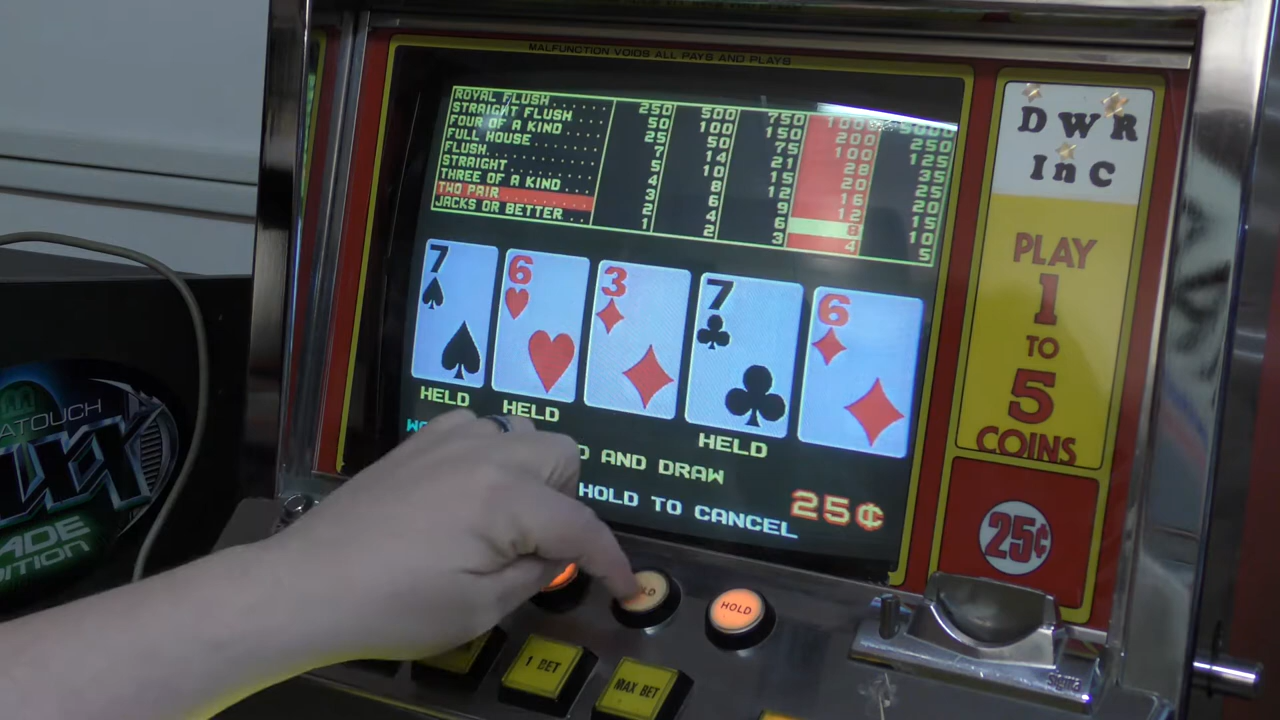 MALFUNCTION VOIDS ALL PAYS AND PLAYS
ROYAL FLUSH 250 500 750
STRAIGHT FLUSH 50 100 150 200 250
FOUR OF A KIND 25 50 75 100 125
FULL HOUSE 7 14 21 28 35
FLUSH 5 10 15 20 25
STRAIGHT 4 8 12 16 20
THREE OF A KIND 3 6 9 12 15
TWO PAIR 2 4 6 8 10
JACKS OR BETTER 1 2 3 4 5
7 6 3 7 6
HELD HELD HELD
AND DRAW
HOLD TO CANCEL
25¢
DWR
InC
PLAY
1
TO
5
COINS
25¢
HOLD
1 BET
MAX BET
ATOUCH
ADE
ITION